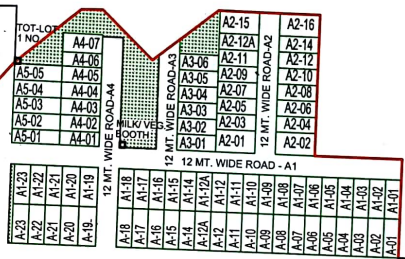 TOT-LOT
1 NO.
A4-07
A4-06
A5-05 A4-05
A5-04 A4-04
A5-03 A4-03
A5-02 A4-02
A5-01 A4-01
12 MT. WIDE ROAD-A4
MILK/ VEG.
BOOTH:1
12 MT. WIDE ROAD-A3
A3-06
A3-05
A3-04
A3-03
A3-02
A3-01
A2-15
A2-12A
A2-11
A2-09
A2-07
A2-05
A2-03
A2-01
12 MT. WIDE ROAD-A2
A2-16
A2-14
A2-12
A2-10
A2-08
A2-06
A2-04
A2-02
12 MT. WIDE ROAD - A1
A1-23 A1-22 A1-21 A1-20 A1-19
A-23 A-22 A-21 A-20 A-19-
A1-18 A1-17 A1-16 A1-15 A1-14 A1-12A A1-12 A1-11 A1-10 A1-09 A1-08 A1-07 A1-06 A1-05 A1-04 A1-03 A1-02 A1-01
A-18 A-17 A-16 A-15 A-14 A-12A A-12 A-11 A-10 A-09 A-08 A-07 A-06 A-05 A-04 A-03 A-02 A-01